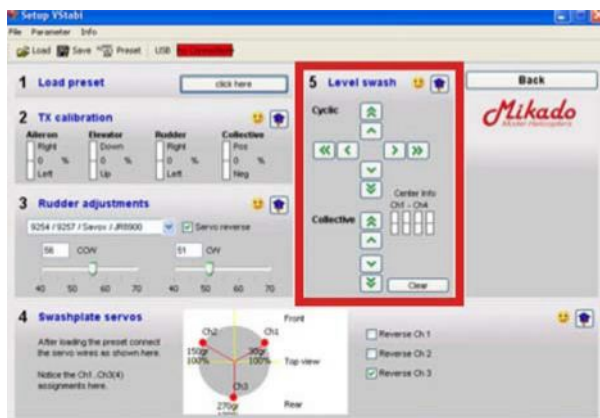 Setup VStabi
File Parameter Info
Load Save Preset USB
1 Load preset
click here
2 TX calibration
Aileron Elevator Rudder Collective
Right Down Right Pos
0 % 0 % 0 % 0 %
Left Up Left Neg
3 Rudder adjustments
9254 / 9257 / Savox / JR8900
Servo reverse
56 CCW 51 CW
40 50 60 70 40 50 60 70
4 Swashplate servos
After loading the preset connect
the servo wires as shown here.
Notice the Ch1..Ch3(4)
assignments here.
Front
Ch2 Ch1
150gr 30gr
100% 100% Top view
Ch3
270gr
Rear
Reverse Ch 1
Reverse Ch 2
Reverse Ch 3
5 Level swash
Cyclic
Center Info
Ch1 - Ch4
Collective
Clear
Back
Mikado
Model Helicopters